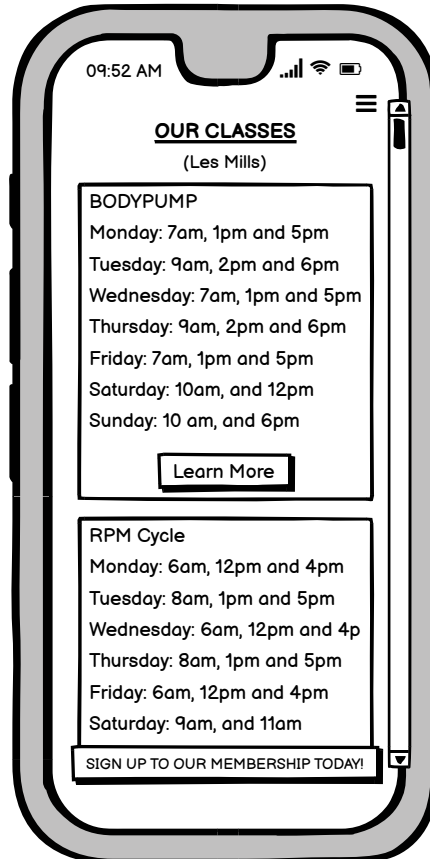 09:52 AM
OUR CLASSES
(Les Mills)
BODYPUMP
Monday: 7am, 1pm and 5pm
Tuesday: 9am, 2pm and 6pm
Wednesday: 7am, 1pm and 5pm
Thursday: 9am, 2pm and 6pm
Friday: 7am, 1pm and 5pm
Saturday: 10am, and 12pm
Sunday: 10 am, and 6pm
Learn More
RPM Cycle
Monday: 6am, 12pm and 4pm
Tuesday: 8am, 1pm and 5pm
Wednesday: 6am, 12pm and 4p
Thursday: 8am, 1pm and 5pm
Friday: 6am, 12pm and 4pm
Saturday: 9am, and 11am
SIGN UP TO OUR MEMBERSHIP TODAY!